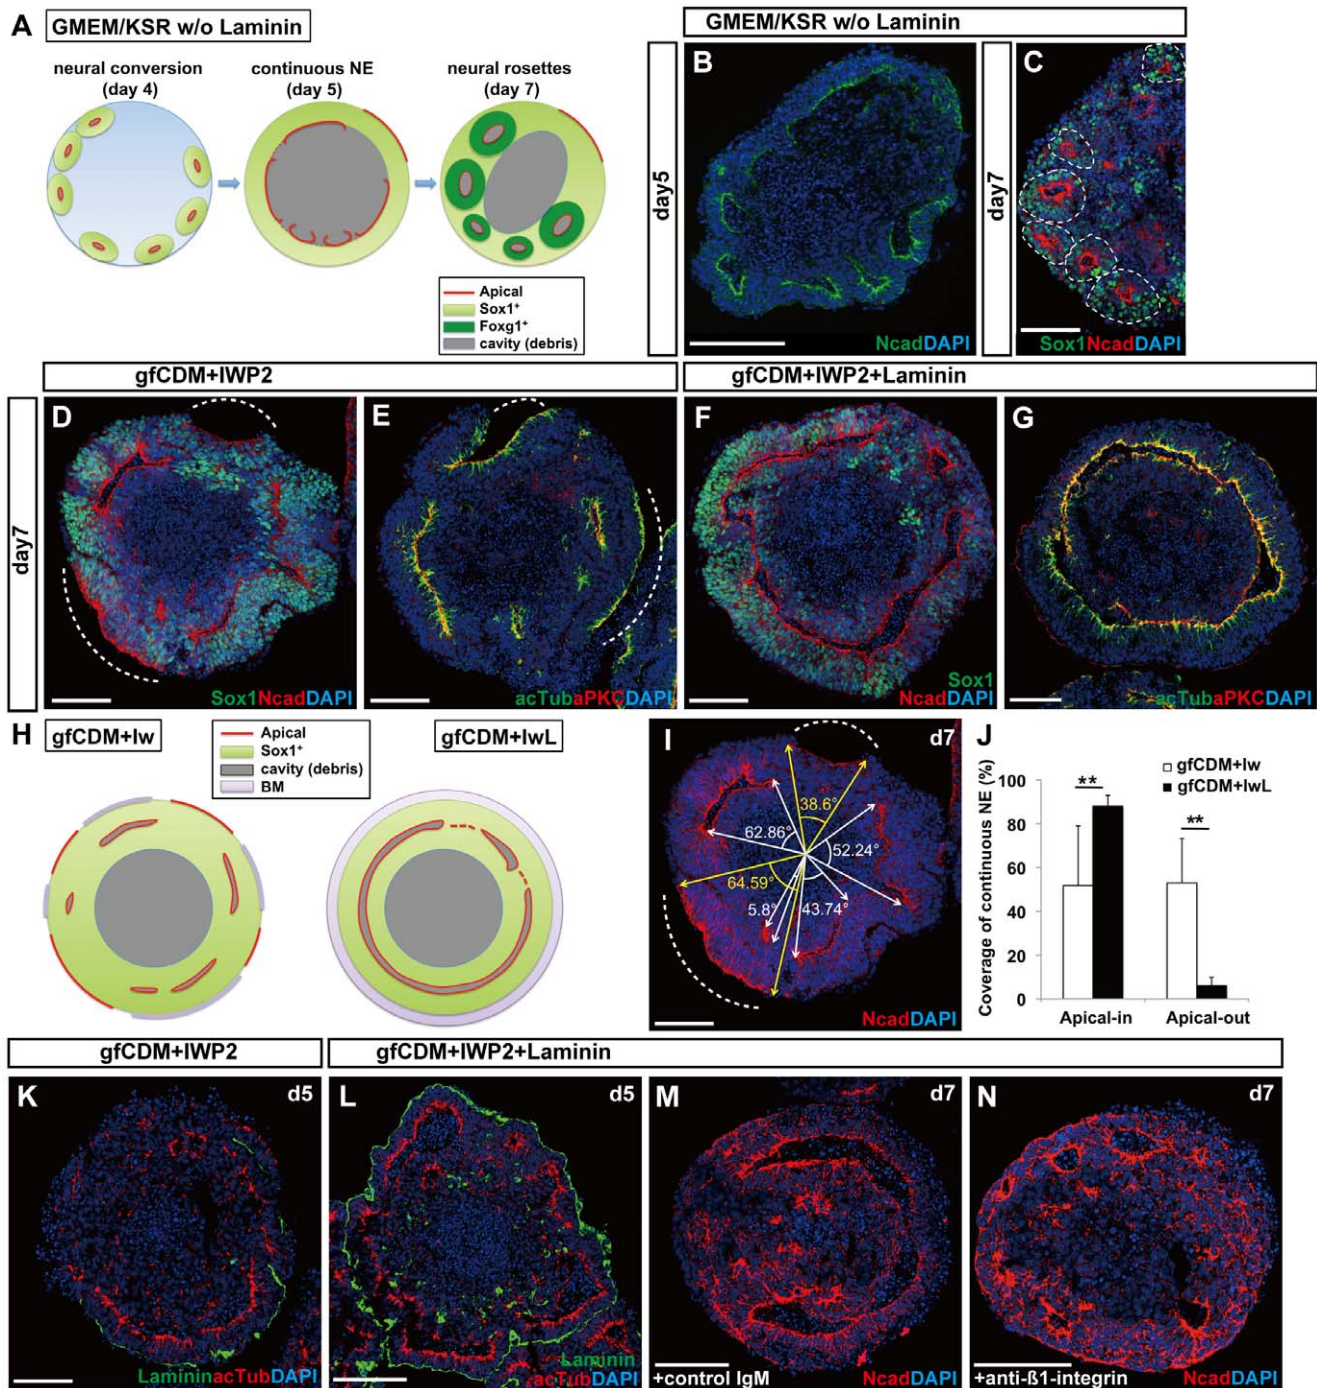 A GMEM/KSR w/o Laminin
neural conversion
(day 4)
continuous NE
(day 5)
neural rosettes
(day 7)
Apical
Sox1+
Foxg1+
cavity (debris)
GMEM/KSR w/o Laminin
day5
B
NcadDAPI
day7
C
Sox1NcadDAPI
gfCDM+IWP2
gfCDM+IWP2+Laminin
day7
D
Sox1NcadDAPI
E
acTubaPKCDAPI
F
Sox1
NcadDAPI
G
acTubaPKCDAPI
H
gfCDM+Iw
Apical
Sox1+
cavity (debris)
BM
gfCDM+IwL
I
d7
38.6°
62.86°
52.24°
64.59°
5.8°
43.74°
NcadDAPI
J
gfCDM+Iw
gfCDM+IwL
Coverage of continuous NE (%)
100
80
60
40
20
0
**
**
Apical-in
Apical-out
gfCDM+IWP2
gfCDM+IWP2+Laminin
K
d5
LamininacTubDAPI
L
d5
Laminin
acTubDAPI
M
d7
+control IgM
NcadDAPI
N
d7
+anti-ß1-integrin
NcadDAPI